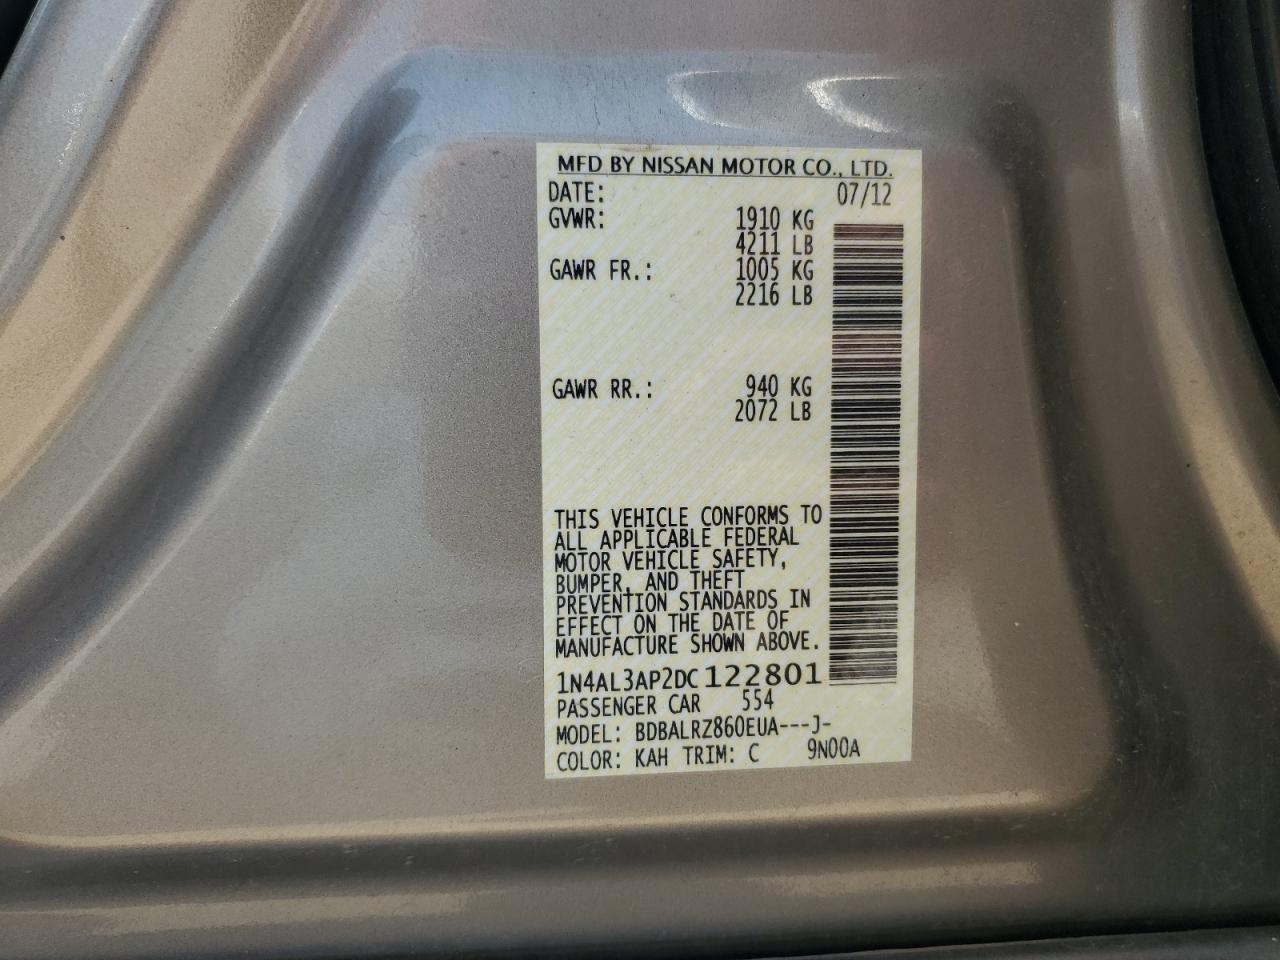 MFD BY NISSAN MOTOR CO., LTD.
DATE: 07/12
GVWR: 1910 KG
4211 LB
GAWR FR.: 1005 KG
2216 LB
GAWR RR.: 940 KG
2072 LB
THIS VEHICLE CONFORMS TO
ALL APPLICABLE FEDERAL
MOTOR VEHICLE SAFETY,
BUMPER, AND THEFT
PREVENTION STANDARDS IN
EFFECT ON THE DATE OF
MANUFACTURE SHOWN ABOVE.
1N4AL3AP2DC122801
PASSENGER CAR 554
MODEL: BDBALRZ860EUA---J-
COLOR: KAH TRIM: C 9N00A